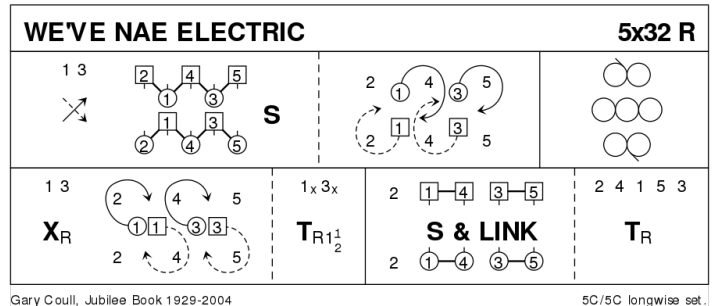 WE'VE NAE ELECTRIC 5x32 R
1 3
2 4 5
1 3
S
1 3
2 4 5
2 4 5
1 3
1 3
2 4 5
1 3
2 4 5
1 1 3 3
2 4 5
XR
1x 3x
TR1 1/2
2 1 4 3 5
S & LINK
2 1 4 3 5
2 4 1 5 3
TR
Gary Coull, Jubilee Book 1929-2004 5C/5C longwise set.